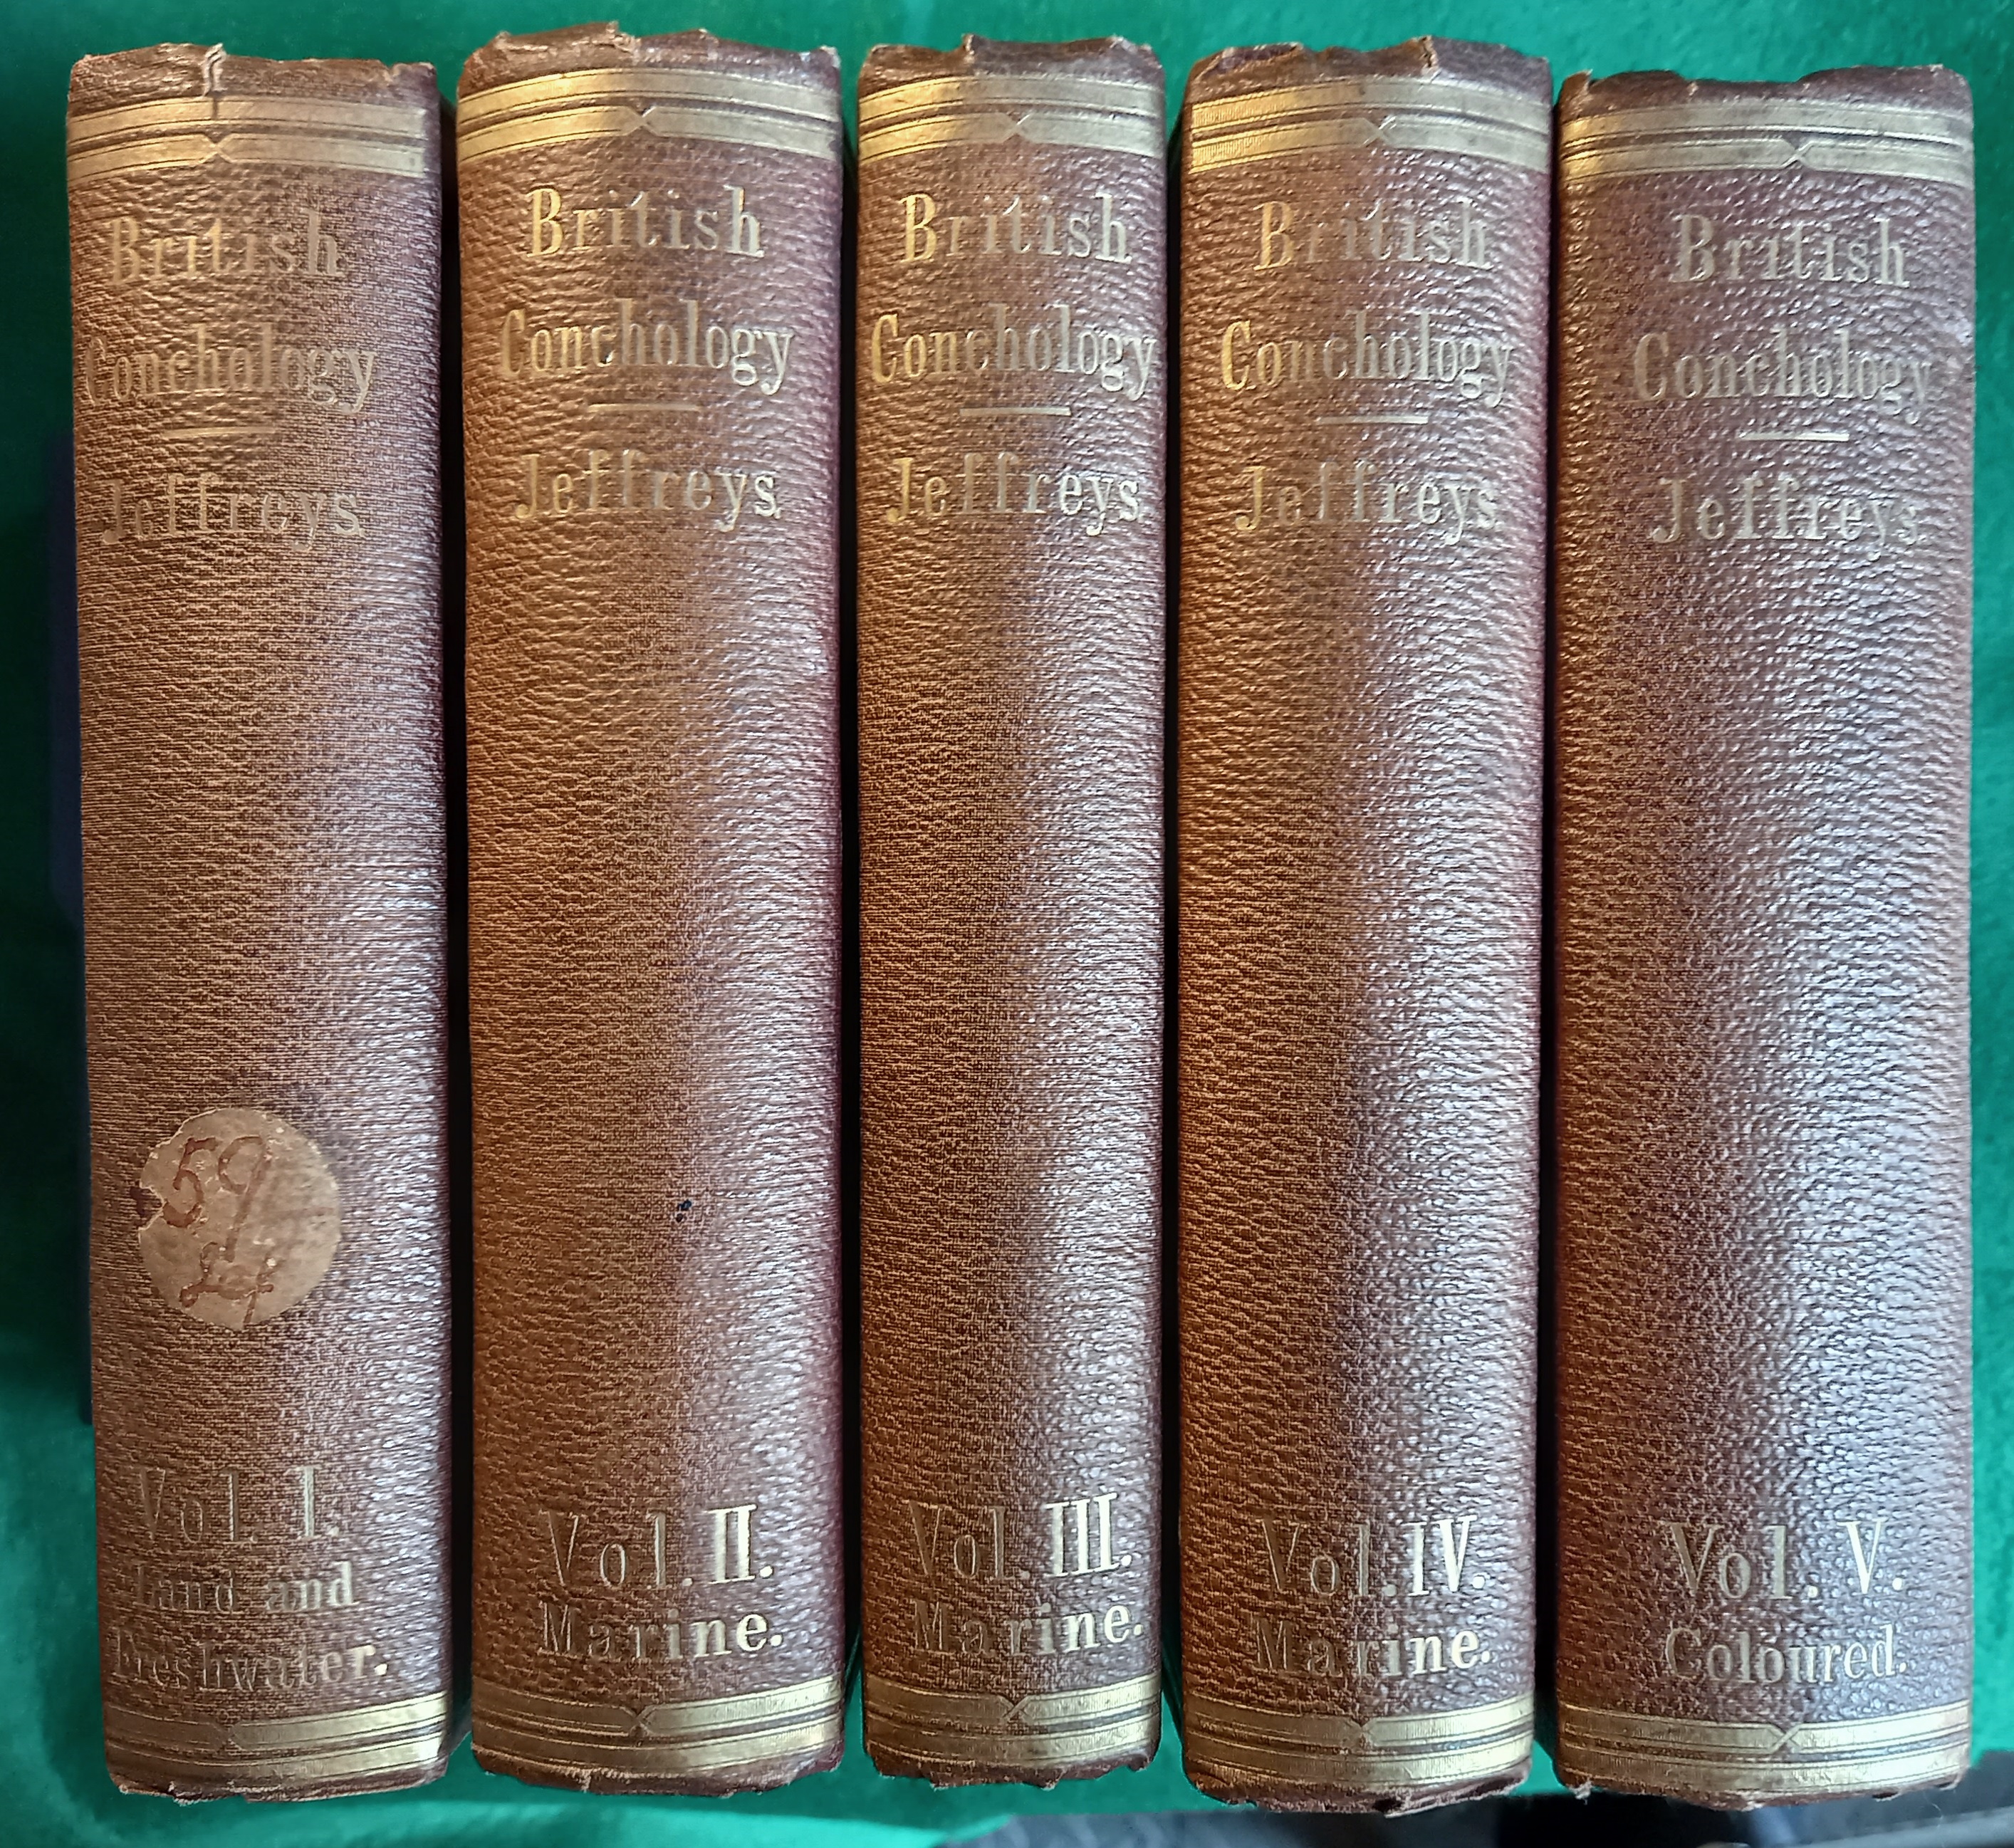 British
Conchology
Jeffreys
59
Vol. I.
Land and
Freshwater.
British
Conchology
Jeffreys
Vol. II.
Marine.
British
Conchology
Jeffreys
Vol. III.
Marine.
British
Conchology
Jeffreys
Vol. IV.
Marine.
British
Conchology
Jeffreys
Vol. V.
Coloured.